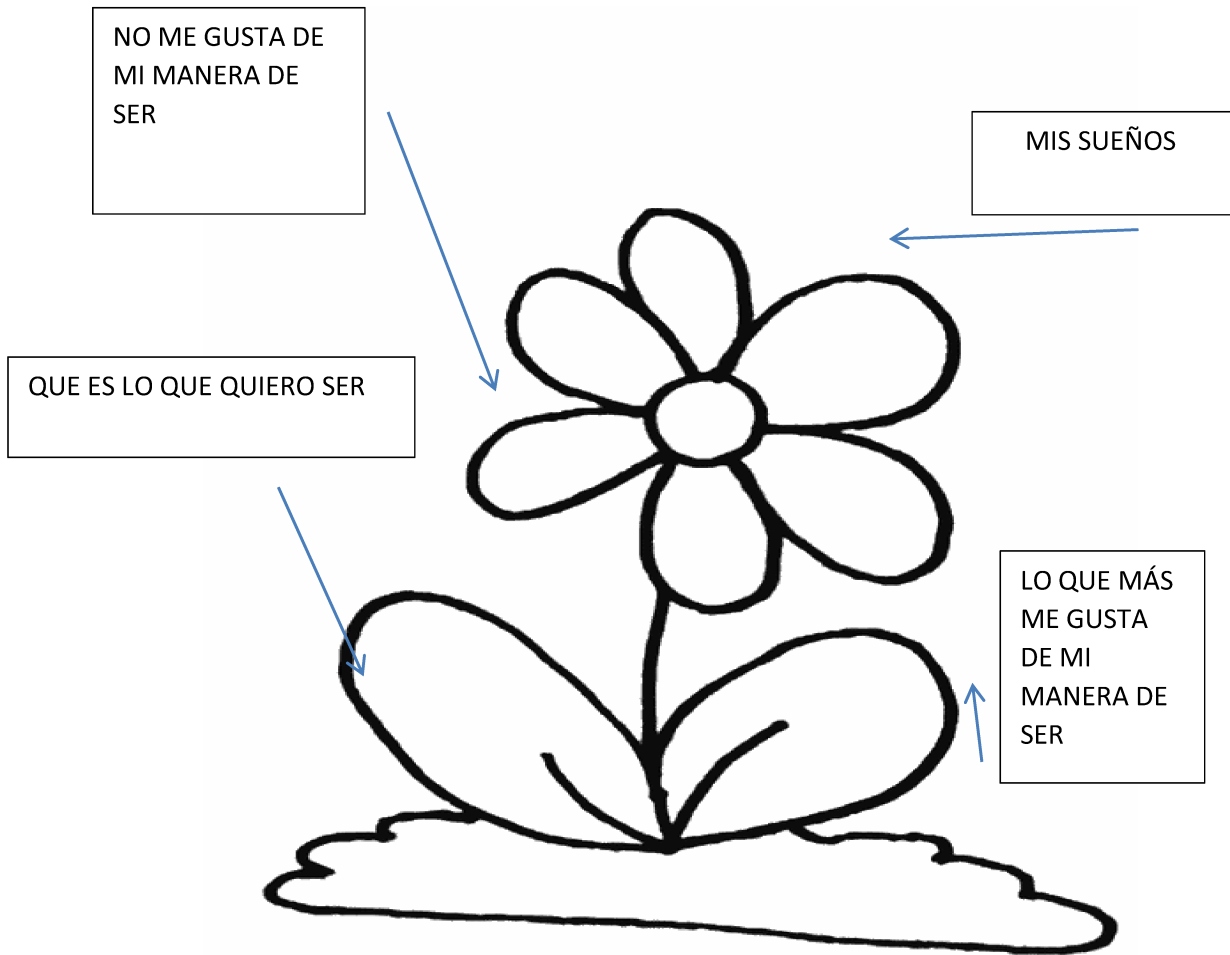 NO ME GUSTA DE
MI MANERA DE
SER
MIS SUEÑOS
QUE ES LO QUE QUIERO SER
LO QUE MÁS
ME GUSTA
DE MI
MANERA DE
SER